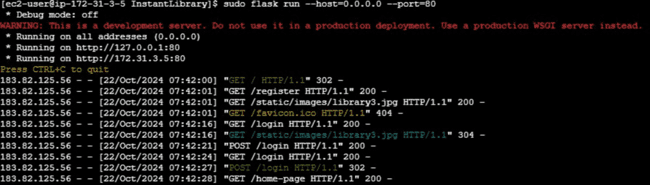 [ec2-user@ip-172-31-3-5 InstantLibrary]$ sudo flask run --host=0.0.0.0 --port=80
 * Debug mode: off
WARNING: This is a development server. Do not use it in a production deployment. Use a production WSGI server instead.
 * Running on all addresses (0.0.0.0)
 * Running on http://127.0.0.1:80
 * Running on http://172.31.3.5:80
Press CTRL+C to quit
183.82.125.56 - - [22/Oct/2024 07:42:00] "GET / HTTP/1.1" 302 -
183.82.125.56 - - [22/Oct/2024 07:42:01] "GET /register HTTP/1.1" 200 -
183.82.125.56 - - [22/Oct/2024 07:42:01] "GET /static/images/library3.jpg HTTP/1.1" 200 -
183.82.125.56 - - [22/Oct/2024 07:42:01] "GET /favicon.ico HTTP/1.1" 404 -
183.82.125.56 - - [22/Oct/2024 07:42:16] "GET /login HTTP/1.1" 200 -
183.82.125.56 - - [22/Oct/2024 07:42:16] "GET /static/images/library3.jpg HTTP/1.1" 304 -
183.82.125.56 - - [22/Oct/2024 07:42:21] "POST /login HTTP/1.1" 200 -
183.82.125.56 - - [22/Oct/2024 07:42:24] "GET /login HTTP/1.1" 200 -
183.82.125.56 - - [22/Oct/2024 07:42:27] "POST /login HTTP/1.1" 302 -
183.82.125.56 - - [22/Oct/2024 07:42:28] "GET /home-page HTTP/1.1" 200 -